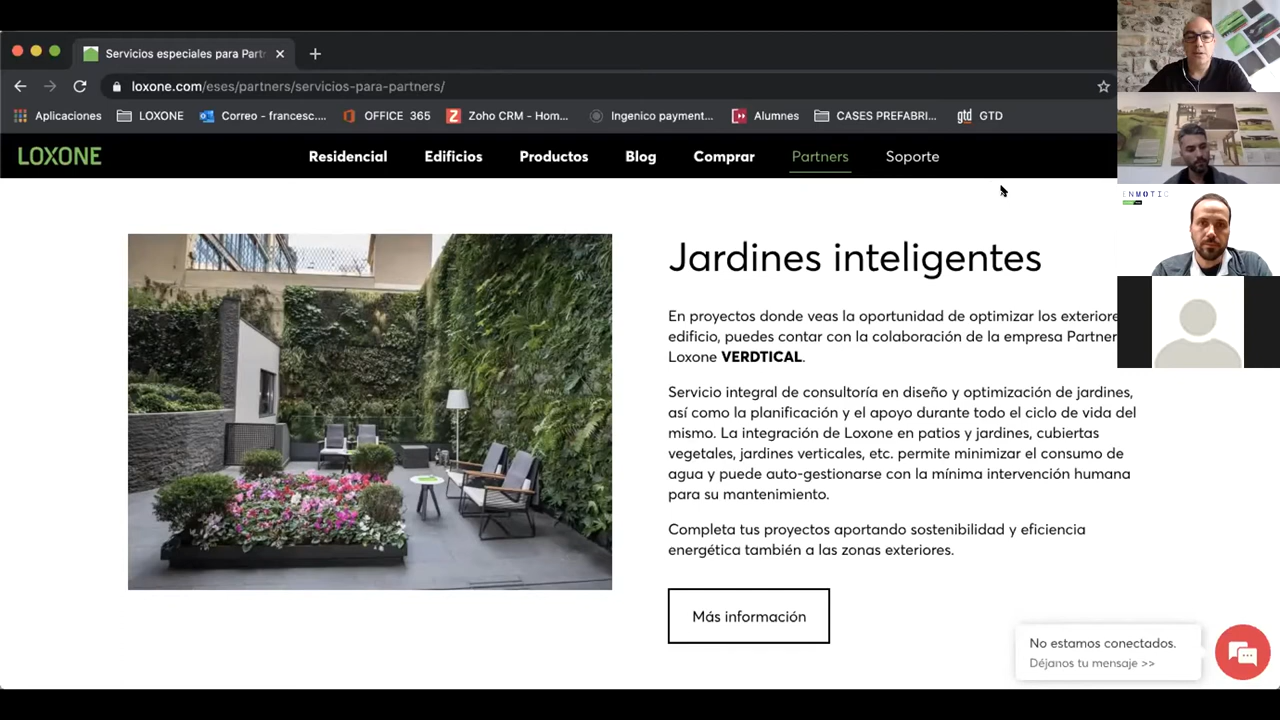 Servicios especiales para Partr
loxone.com/eses/partners/servicios-para-partners/
Aplicaciones LOXONE Correo - francesc.... OFFICE 365 Zoho CRM - Hom... Ingenico payment... Alumnes CASES PREFABRI... gtd GTD
LOXONE Residencial Edificios Productos Blog Comprar Partners Soporte
ENMOTIC
Jardines inteligentes
En proyectos donde veas la oportunidad de optimizar los exteriore
edificio, puedes contar con la colaboración de la empresa Partner
Loxone VERDTICAL.
Servicio integral de consultoría en diseño y optimización de jardines,
así como la planificación y el apoyo durante todo el ciclo de vida del
mismo. La integración de Loxone en patios y jardines, cubiertas
vegetales, jardines verticales, etc. permite minimizar el consumo de
agua y puede auto-gestionarse con la mínima intervención humana
para su mantenimiento.
Completa tus proyectos aportando sostenibilidad y eficiencia
energética también a las zonas exteriores.
Más información
No estamos conectados.
Déjanos tu mensaje >>